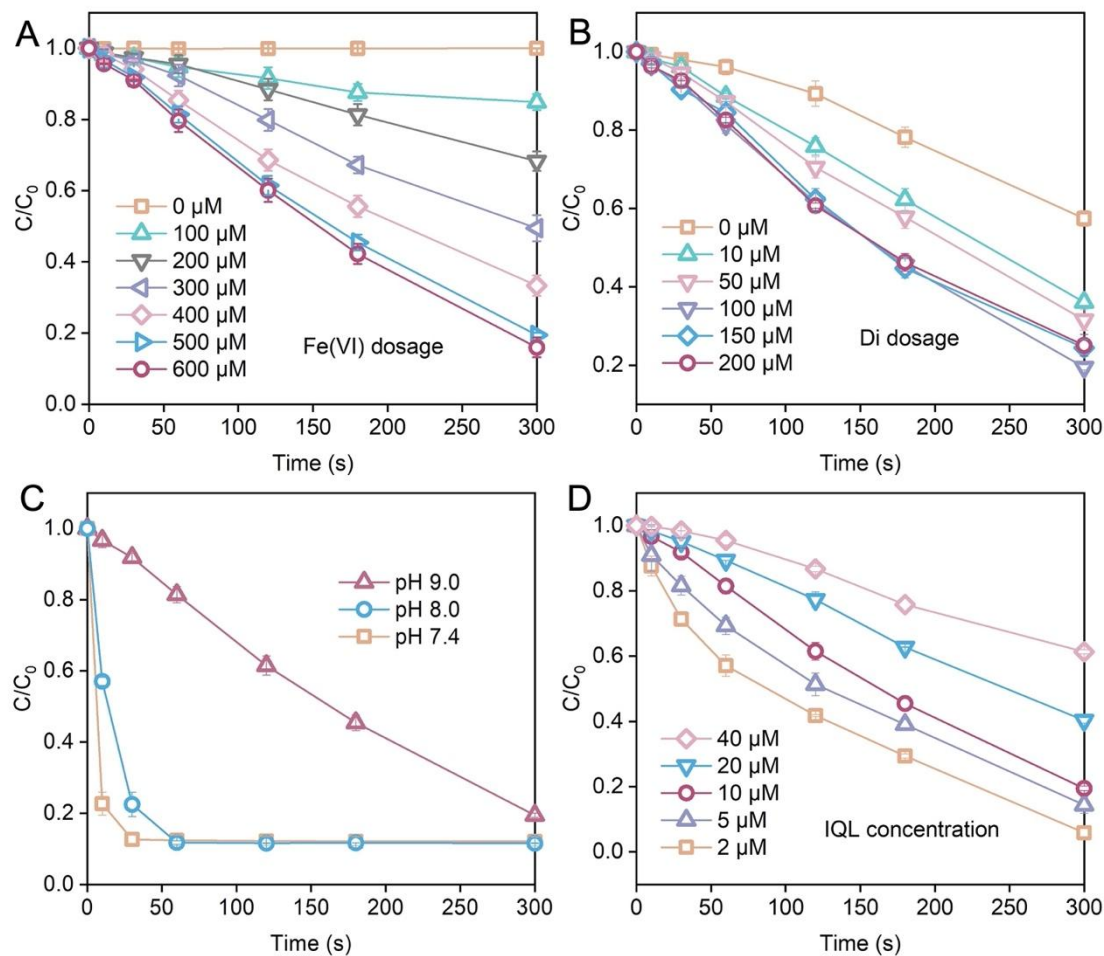 A
C/C0
1.0
0.8
0.6
0.4
0.2
0.0
0 μM
100 μM
200 μM
300 μM
400 μM
500 μM
600 μM
Fe(VI) dosage
0 50 100 150 200 250 300
Time (s)
B
C/C0
1.0
0.8
0.6
0.4
0.2
0 μM
10 μM
50 μM
100 μM
150 μM
200 μM
Di dosage
0 50 100 150 200 250 300
Time (s)
C
C/C0
1.0
0.8
0.6
0.4
0.2
0.0
pH 9.0
pH 8.0
pH 7.4
0 50 100 150 200 250 300
Time (s)
D
C/C0
1.0
0.8
0.6
0.4
0.2
0.0
40 μM
20 μM
10 μM
5 μM
2 μM
IQL concentration
0 50 100 150 200 250 300
Time (s)